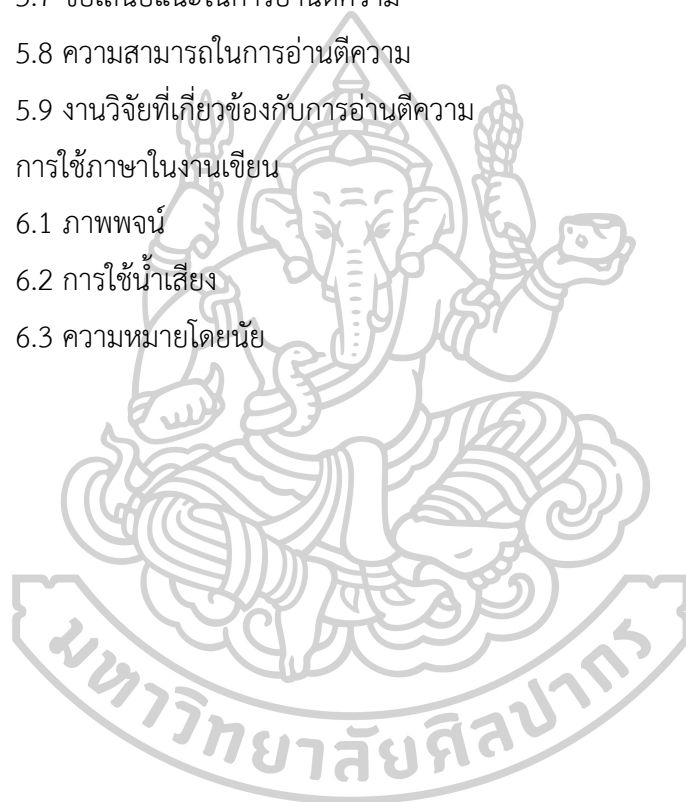 5.8 ความสามารถในการอ่านตีความ
5.9 งานวิจัยที่เกี่ยวข้องกับการอ่านตีความ
การใช้ภาษาในงานเขียน
6.1 ภาพพจน์
6.2 การใช้น้ำเสียง
6.3 ความหมายโดยนัย
มหาวิทยาลัยศิลปากร